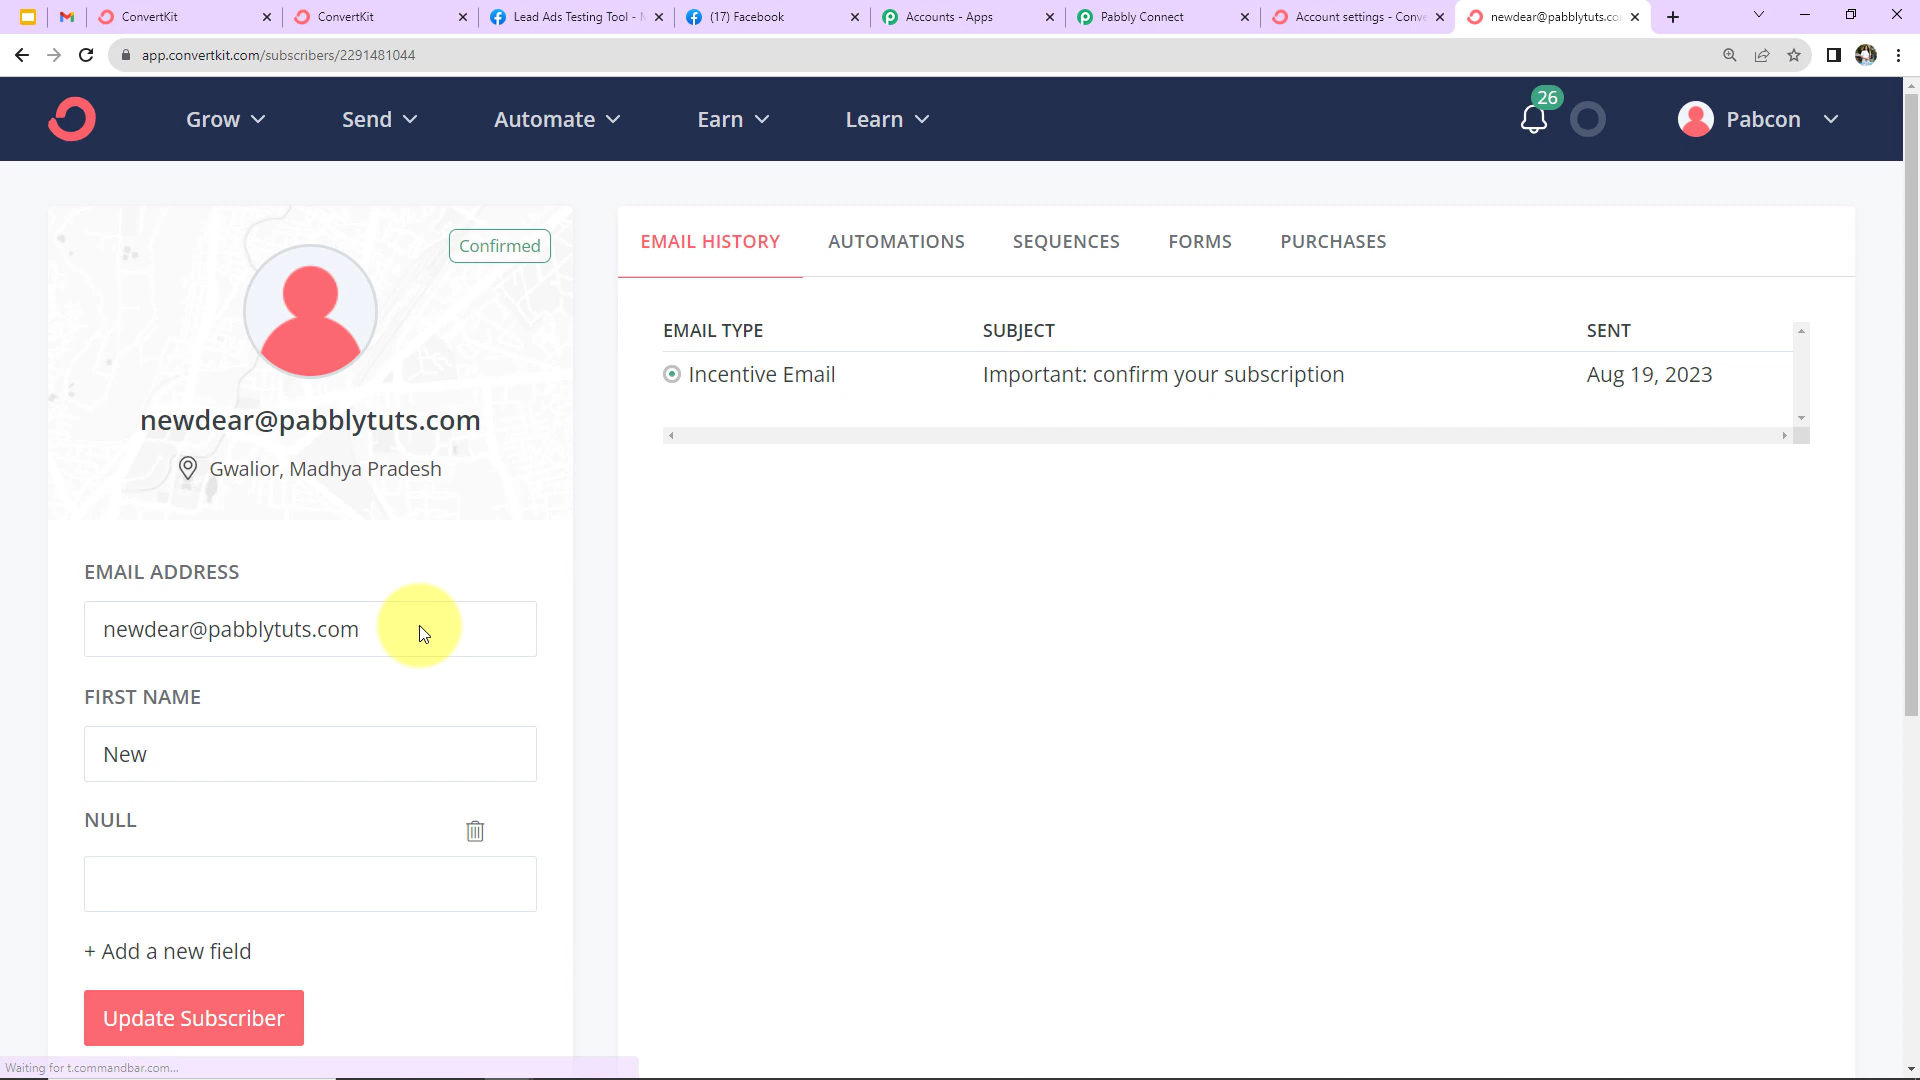 ConvertKit
ConvertKit
Lead Ads Testing Tool -
(17) Facebook
Accounts - Apps
Pabbly Connect
Account settings - Conve
newdear@pabblytuts.co
app.convertkit.com/subscribers/2291481044
Grow
Send
Automate
Earn
Learn
26
Pabcon
Confirmed
newdear@pabblytuts.com
Gwalior, Madhya Pradesh
EMAIL ADDRESS
newdear@pabblytuts.com
FIRST NAME
New
NULL
+ Add a new field
Update Subscriber
EMAIL HISTORY
AUTOMATIONS
SEQUENCES
FORMS
PURCHASES
EMAIL TYPE SUBJECT SENT
Incentive Email Important: confirm your subscription Aug 19, 2023
Waiting for t.commandbar.com...